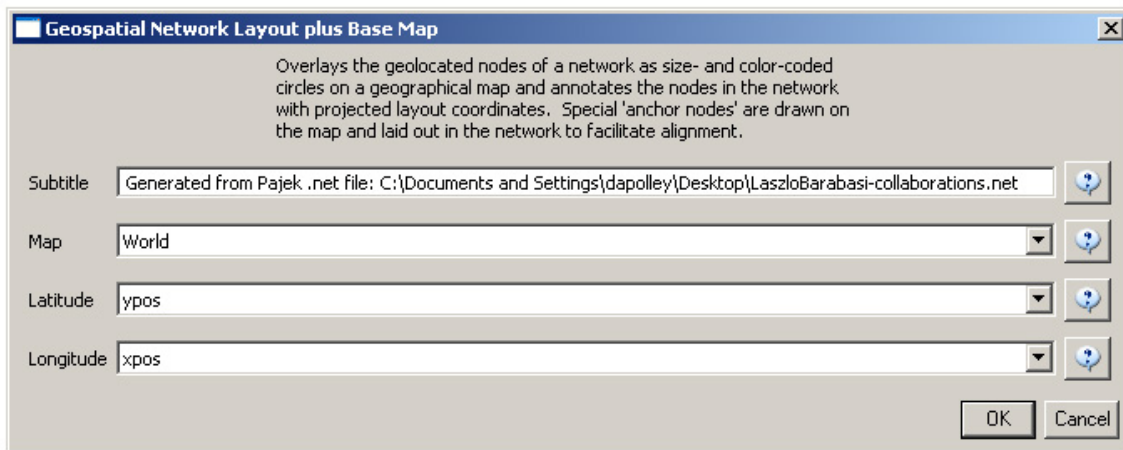 Geospatial Network Layout plus Base Map
Overlays the geolocated nodes of a network as size- and color-coded
circles on a geographical map and annotates the nodes in the network
with projected layout coordinates.  Special 'anchor nodes' are drawn on
the map and laid out in the network to facilitate alignment.
Subtitle Generated from Pajek .net file: C:\Documents and Settings\dapolley\Desktop\LaszloBarabasi-collaborations.net
Map World
Latitude ypos
Longitude xpos
OK Cancel